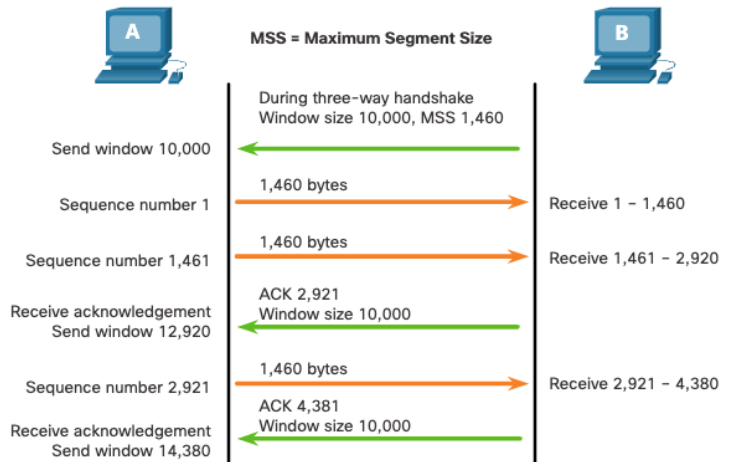 A
MSS = Maximum Segment Size
B
During three-way handshake
Window size 10,000, MSS 1,460
Send window 10,000
1,460 bytes
Sequence number 1
Receive 1 – 1,460
1,460 bytes
Sequence number 1,461
Receive 1,461 – 2,920
ACK 2,921
Window size 10,000
Receive acknowledgement
Send window 12,920
1,460 bytes
Sequence number 2,921
Receive 2,921 – 4,380
ACK 4,381
Window size 10,000
Receive acknowledgement
Send window 14,380